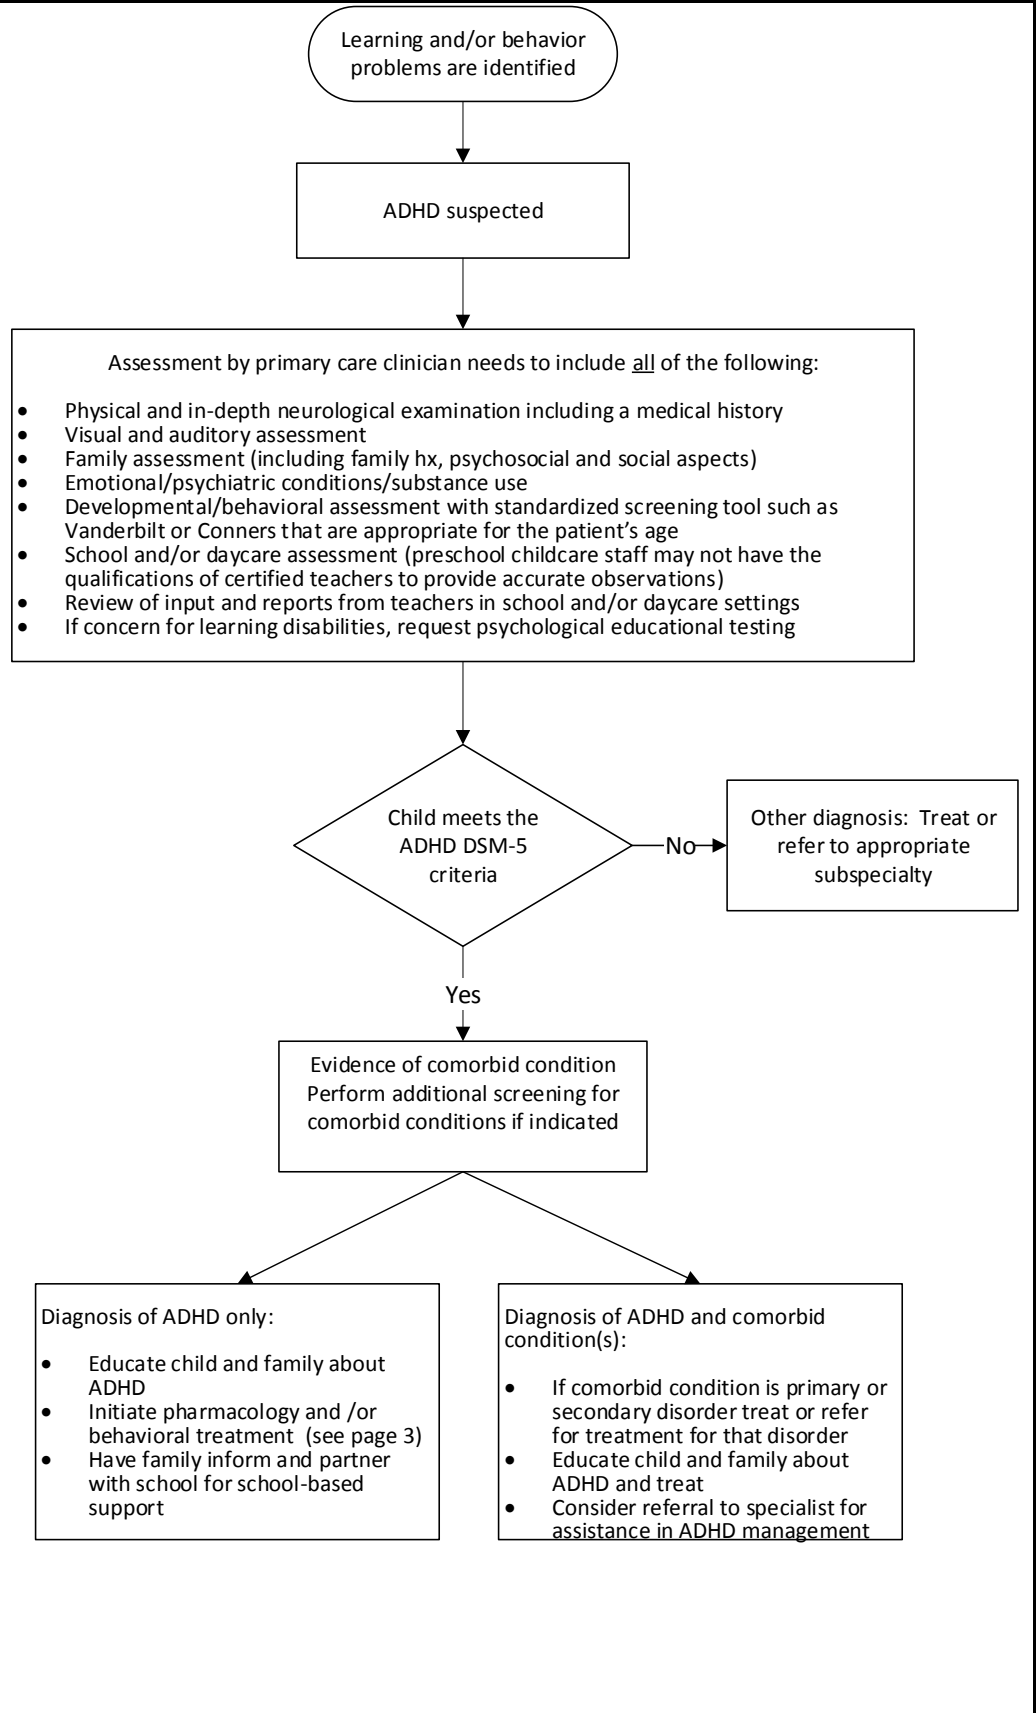 Learning and/or behavior
problems are identified
ADHD suspected
Assessment by primary care clinician needs to include all of the following:
• Physical and in-depth neurological examination including a medical history
• Visual and auditory assessment
• Family assessment (including family hx, psychosocial and social aspects)
• Emotional/psychiatric conditions/substance use
• Developmental/behavioral assessment with standardized screening tool such as
Vanderbilt or Conners that are appropriate for the patient's age
• School and/or daycare assessment (preschool childcare staff may not have the
qualifications of certified teachers to provide accurate observations)
• Review of input and reports from teachers in school and/or daycare settings
• If concern for learning disabilities, request psychological educational testing
Child meets the
ADHD DSM-5
criteria
No
Other diagnosis: Treat or
refer to appropriate
subspecialty
Yes
Evidence of comorbid condition
Perform additional screening for
comorbid conditions if indicated
Diagnosis of ADHD only:
• Educate child and family about
ADHD
• Initiate pharmacology and /or
behavioral treatment (see page 3)
• Have family inform and partner
with school for school-based
support
Diagnosis of ADHD and comorbid
condition(s):
• If comorbid condition is primary or
secondary disorder treat or refer
for treatment for that disorder
• Educate child and family about
ADHD and treat
• Consider referral to specialist for
assistance in ADHD management